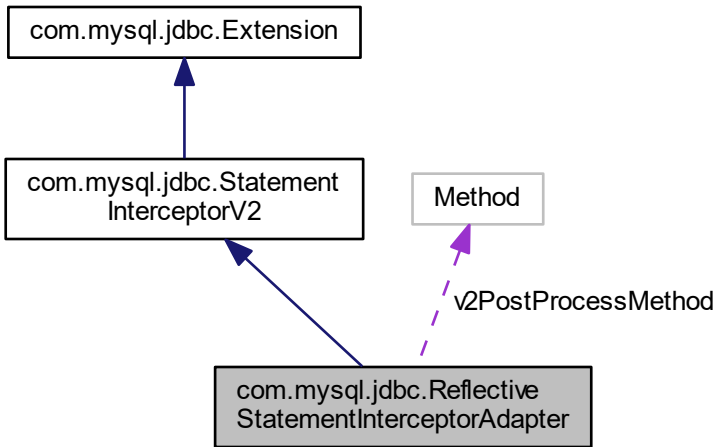 com.mysql.jdbc.Extension
com.mysql.jdbc.Statement
InterceptorV2
Method
v2PostProcessMethod
com.mysql.jdbc.Reflective
StatementInterceptorAdapter